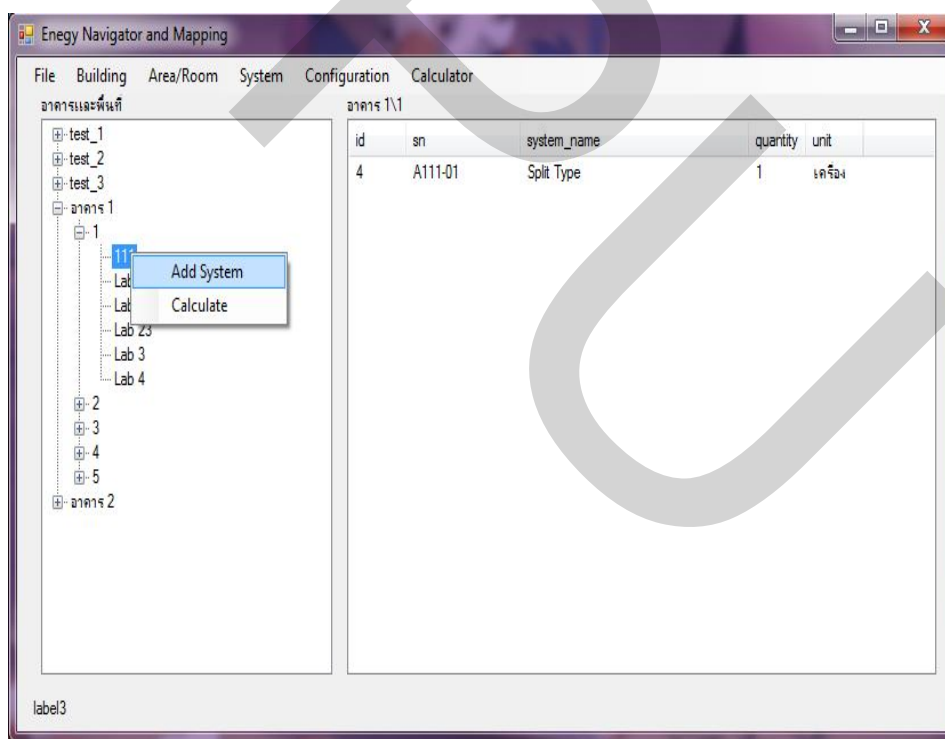 Enegy Navigator and Mapping
File Building Area/Room System Configuration Calculator
อาคารและพื้นที่
test_1
test_2
test_3
อาคาร 1
1
111
Lab
Lab
Lab 23
Lab 3
Lab 4
2
3
4
5
อาคาร 2
Add System
Calculate
อาคาร 1\1
id sn system_name quantity unit
4 A111-01 Split Type 1 เครื่อง
label3